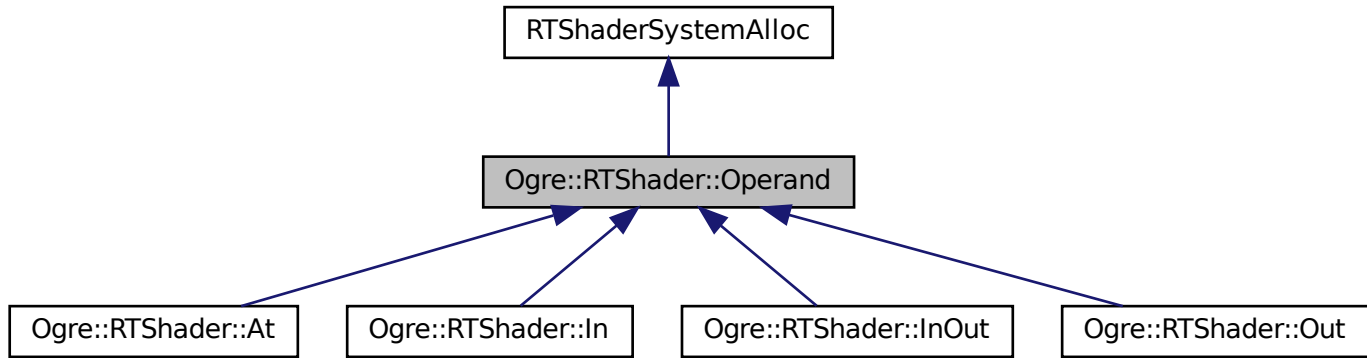 RTShaderSystemAlloc
Ogre::RTShader::Operand
Ogre::RTShader::At
Ogre::RTShader::In
Ogre::RTShader::InOut
Ogre::RTShader::Out